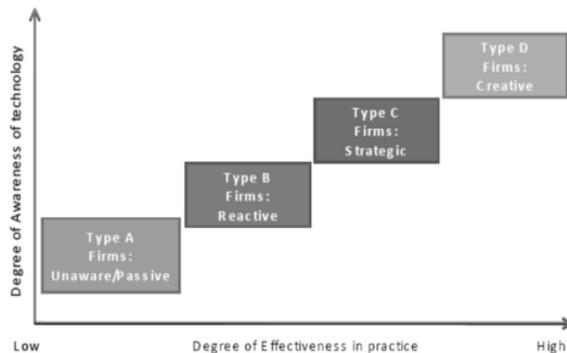 Type D
Firms:
Creative
Type C
Firms:
Strategic
Type B
Firms:
Reactive
Type A
Firms:
Unaware/Passive
Degree of Awareness of technology
Low
Degree of Effectiveness in practice
High